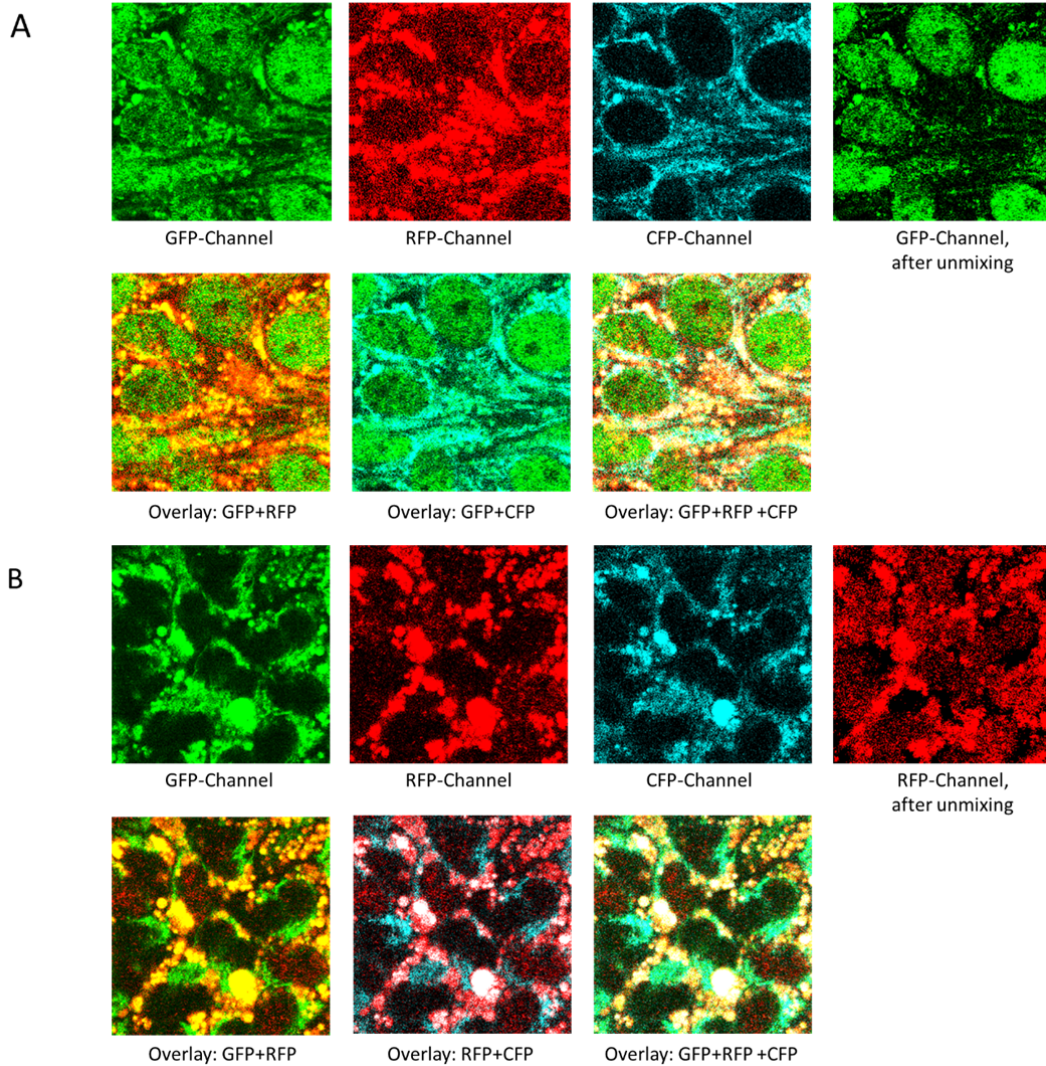 A
GFP-Channel
RFP-Channel
CFP-Channel
GFP-Channel,
after unmixing
Overlay: GFP+RFP
Overlay: GFP+CFP
Overlay: GFP+RFP +CFP
B
GFP-Channel
RFP-Channel
CFP-Channel
RFP-Channel,
after unmixing
Overlay: GFP+RFP
Overlay: RFP+CFP
Overlay: GFP+RFP +CFP